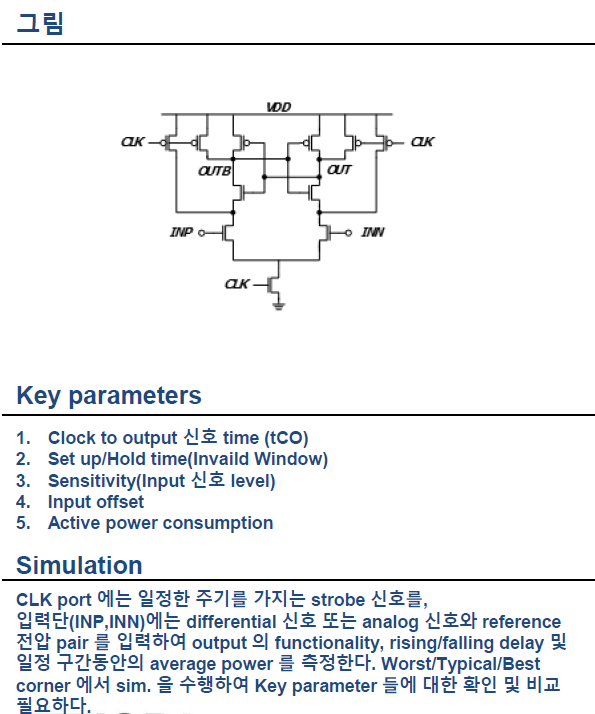 그림
VDD
CLK
CLK
OUTB
OUT
INP
INN
CLK
Key parameters
1. Clock to output 신호 time (tCO)
2. Set up/Hold time(Invaild Window)
3. Sensitivity(Input 신호 level)
4. Input offset
5. Active power consumption
Simulation
CLK port 에는 일정한 주기를 가지는 strobe 신호를,
입력단(INP,INN)에는 differential 신호 또는 analog 신호와 reference
전압 pair 를 입력하여 output 의 functionality, rising/falling delay 및
일정 구간동안의 average power 를 측정한다. Worst/Typical/Best
corner 에서 sim. 을 수행하여 Key parameter 들에 대한 확인 및 비교
필요하다.